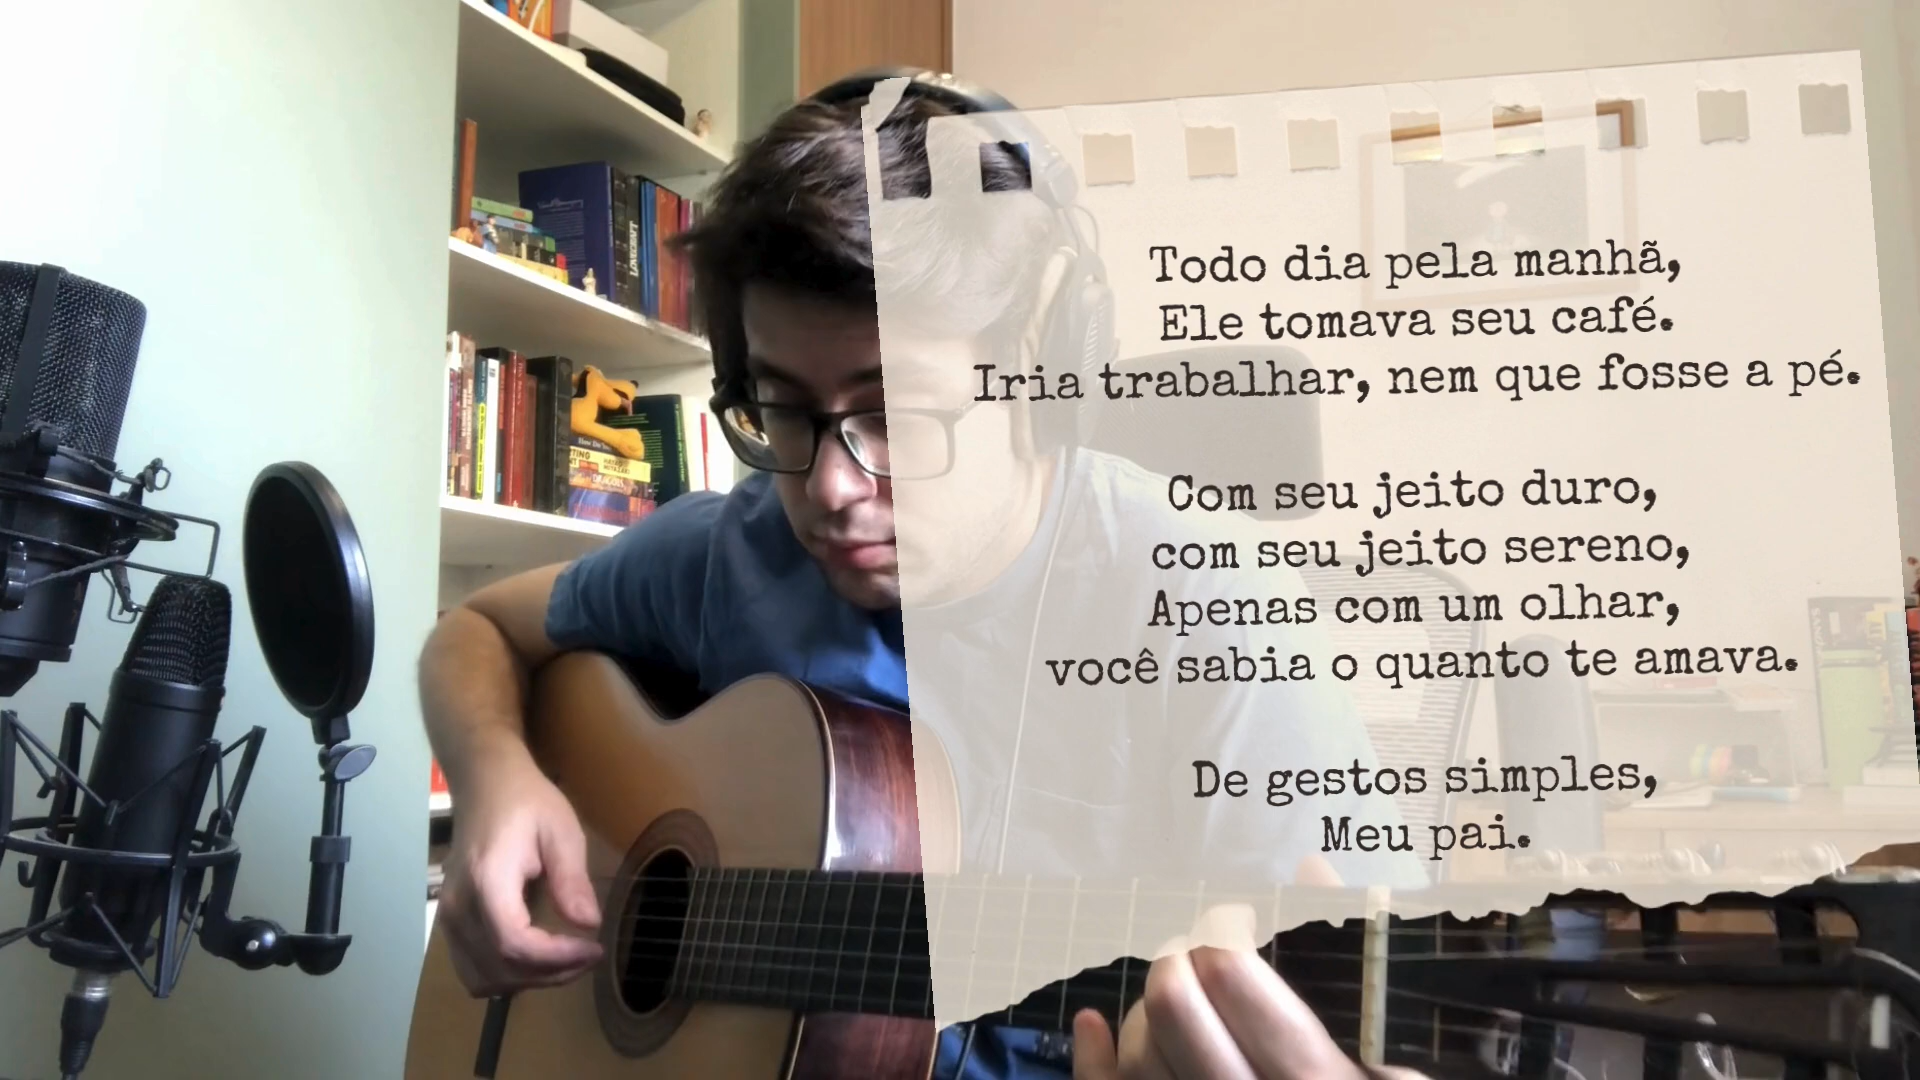 Todo dia pela manhã,
Ele tomava seu café.
Iria trabalhar, nem que fosse a pé.
Com seu jeito duro,
com seu jeito sereno,
Apenas com um olhar,
você sabia o quanto te amava.
De gestos simples,
Meu pai.
LOVECRAFT